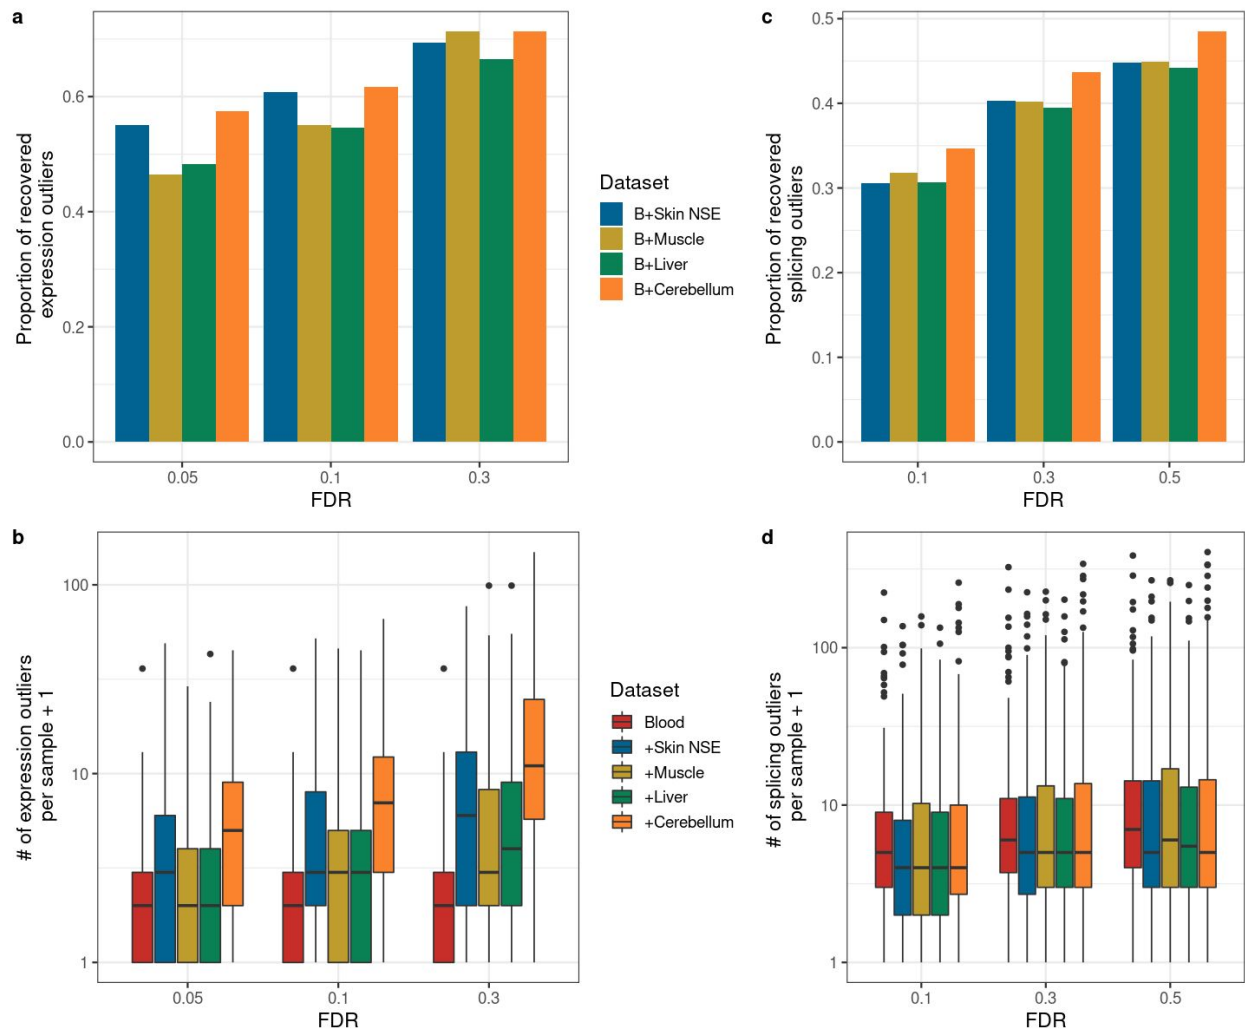 a
Proportion of recovered
expression outliers
0.6
0.4
0.2
0.0
0.05
0.1
0.3
FDR
Dataset
B+Skin NSE
B+Muscle
B+Liver
B+Cerebellum
c
Proportion of recovered
splicing outliers
0.5
0.4
0.3
0.2
0.1
0.0
0.1
0.3
0.5
FDR
b
# of expression outliers
per sample + 1
100
10
1
0.05
0.1
0.3
FDR
Dataset
Blood
+Skin NSE
+Muscle
+Liver
+Cerebellum
d
# of splicing outliers
per sample + 1
100
10
1
0.1
0.3
0.5
FDR